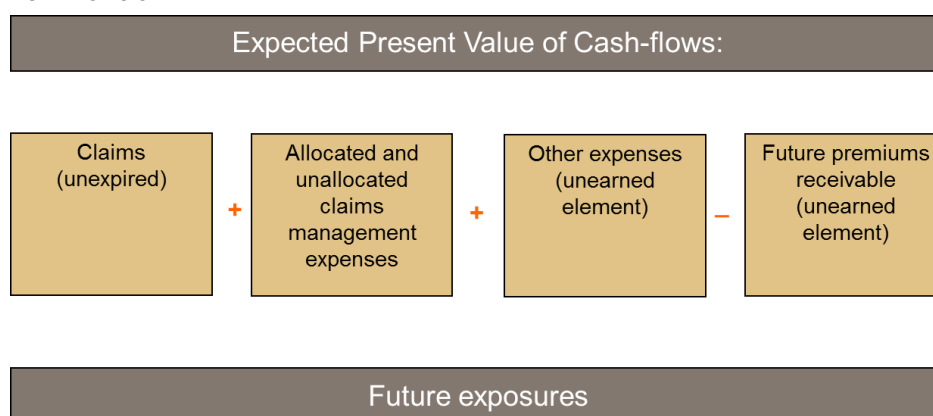 Expected Present Value of Cash-flows:
Claims
(unexpired)
+
Allocated and
unallocated
claims
management
expenses
+
Other expenses
(unearned
element)
–
Future premiums
receivable
(unearned
element)
Future exposures